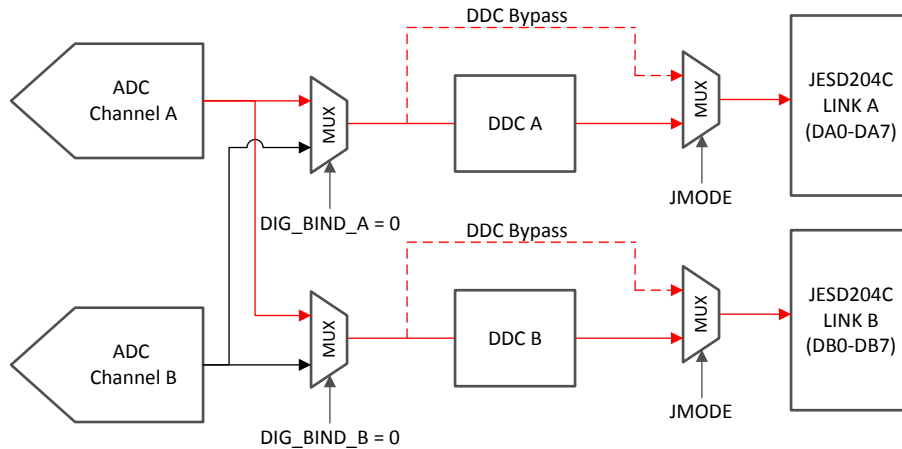 DDC Bypass
ADC
Channel A
MUX
DDC A
MUX
JESD204C
LINK A
(DA0-DA7)
DIG_BIND_A = 0
JMODE
DDC Bypass
ADC
Channel B
MUX
DDC B
MUX
JESD204C
LINK B
(DB0-DB7)
DIG_BIND_B = 0
JMODE